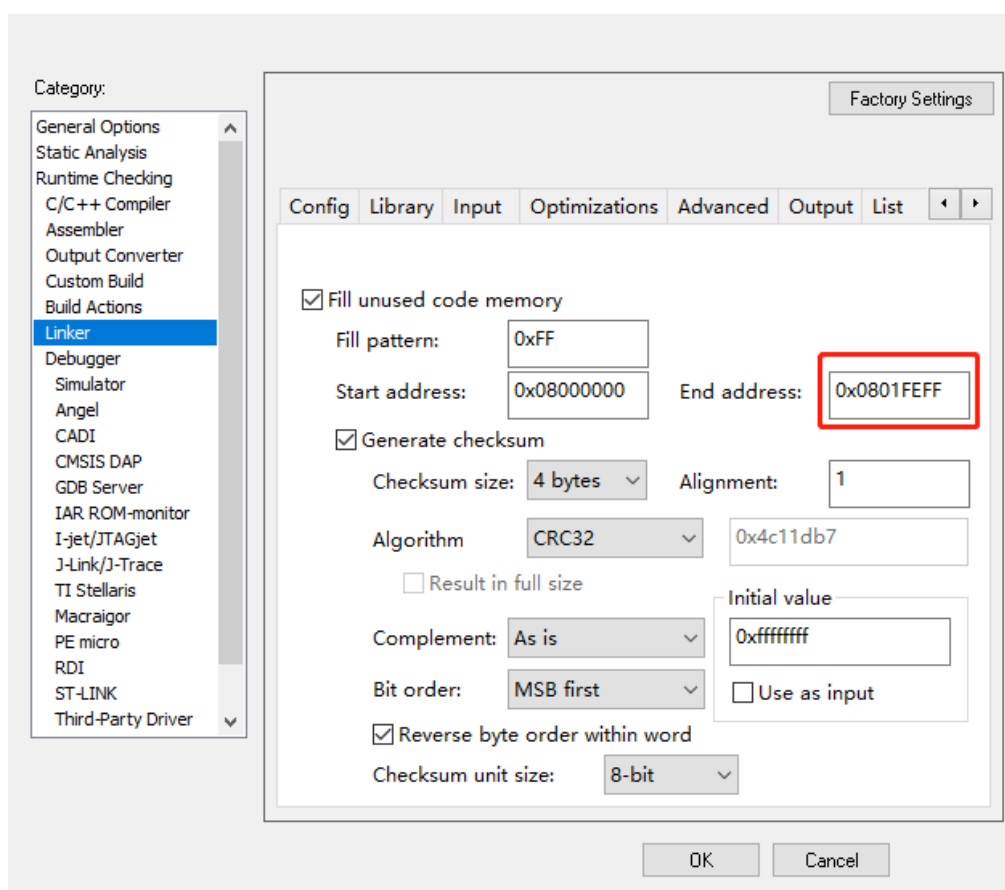 Category:
Factory Settings
General Options
Static Analysis
Runtime Checking
C/C++ Compiler
Assembler
Output Converter
Custom Build
Build Actions
Linker
Debugger
Simulator
Angel
CADI
CMSIS DAP
GDB Server
IAR ROM-monitor
I-jet/JTAGjet
J-Link/J-Trace
TI Stellaris
Macraigor
PE micro
RDI
ST-LINK
Third-Party Driver
Config Library Input Optimizations Advanced Output List
Fill unused code memory
Fill pattern: 0xFF
Start address: 0x08000000 End address: 0x0801FEFF
Generate checksum
Checksum size: 4 bytes Alignment: 1
Algorithm CRC32 0x4c11db7
Result in full size
Initial value
Complement: As is 0xffffffff
Bit order: MSB first Use as input
Reverse byte order within word
Checksum unit size: 8-bit
OK Cancel